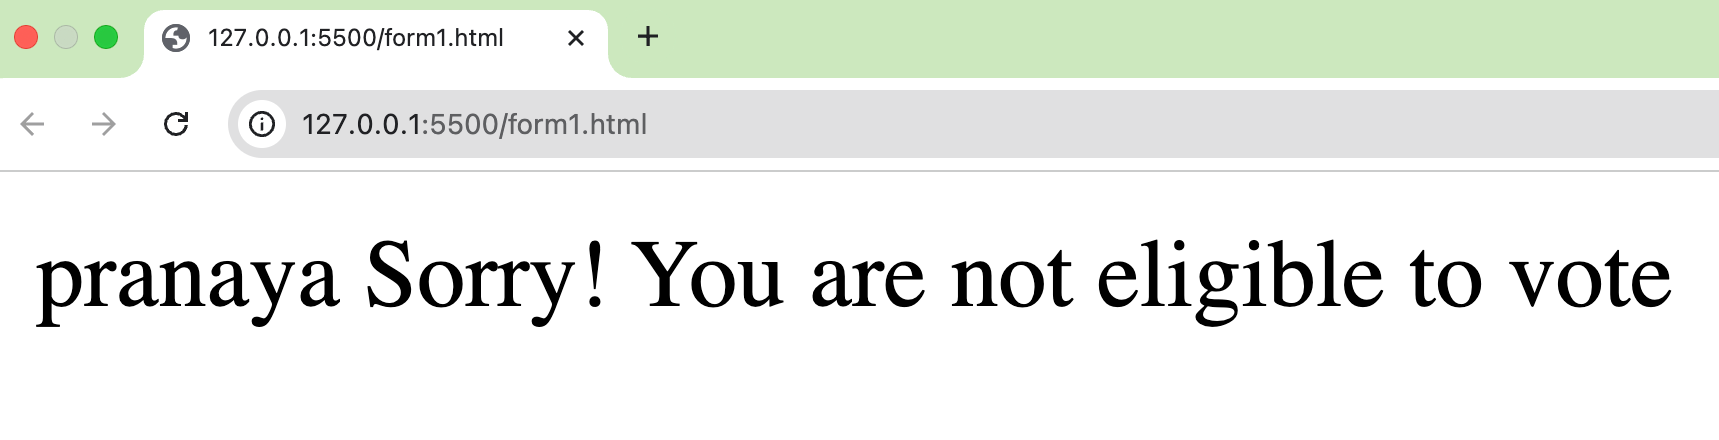 127.0.0.1:5500/form1.html
127.0.0.1:5500/form1.html
pranaya Sorry! You are not eligible to vote